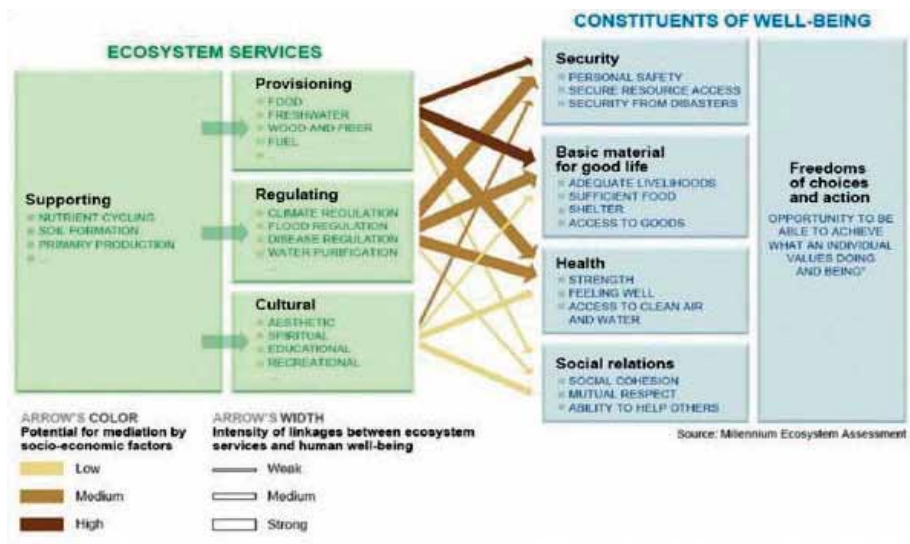 CONSTITUENTS OF WELL-BEING
ECOSYSTEM SERVICES
Supporting
NUTRIENT CYCLING
SOIL FORMATION
PRIMARY PRODUCTION
...
Provisioning
FOOD
FRESHWATER
WOOD AND FIBER
FUEL
...
Regulating
CLIMATE REGULATION
FLOOD REGULATION
DISEASE REGULATION
WATER PURIFICATION
...
Cultural
AESTHETIC
SPIRITUAL
EDUCATIONAL
RECREATIONAL
...
Security
PERSONAL SAFETY
SECURE RESOURCE ACCESS
SECURITY FROM DISASTERS
Basic material
for good life
ADEQUATE LIVELIHOODS
SUFFICIENT FOOD
SHELTER
ACCESS TO GOODS
Health
STRENGTH
FEELING WELL
ACCESS TO CLEAN AIR
AND WATER
Social relations
SOCIAL COHESION
MUTUAL RESPECT
ABILITY TO HELP OTHERS
Freedoms
of choices
and action
OPPORTUNITY TO BE
ABLE TO ACHIEVE
WHAT AN INDIVIDUAL
VALUES DOING
AND BEING"
Source: Millennium Ecosystem Assessment
ARROW'S COLOR
Potential for mediation by
socio-economic factors
Low
Medium
High
ARROW'S WIDTH
Intensity of linkages between ecosystem
services and human well-being
Weak
Medium
Strong